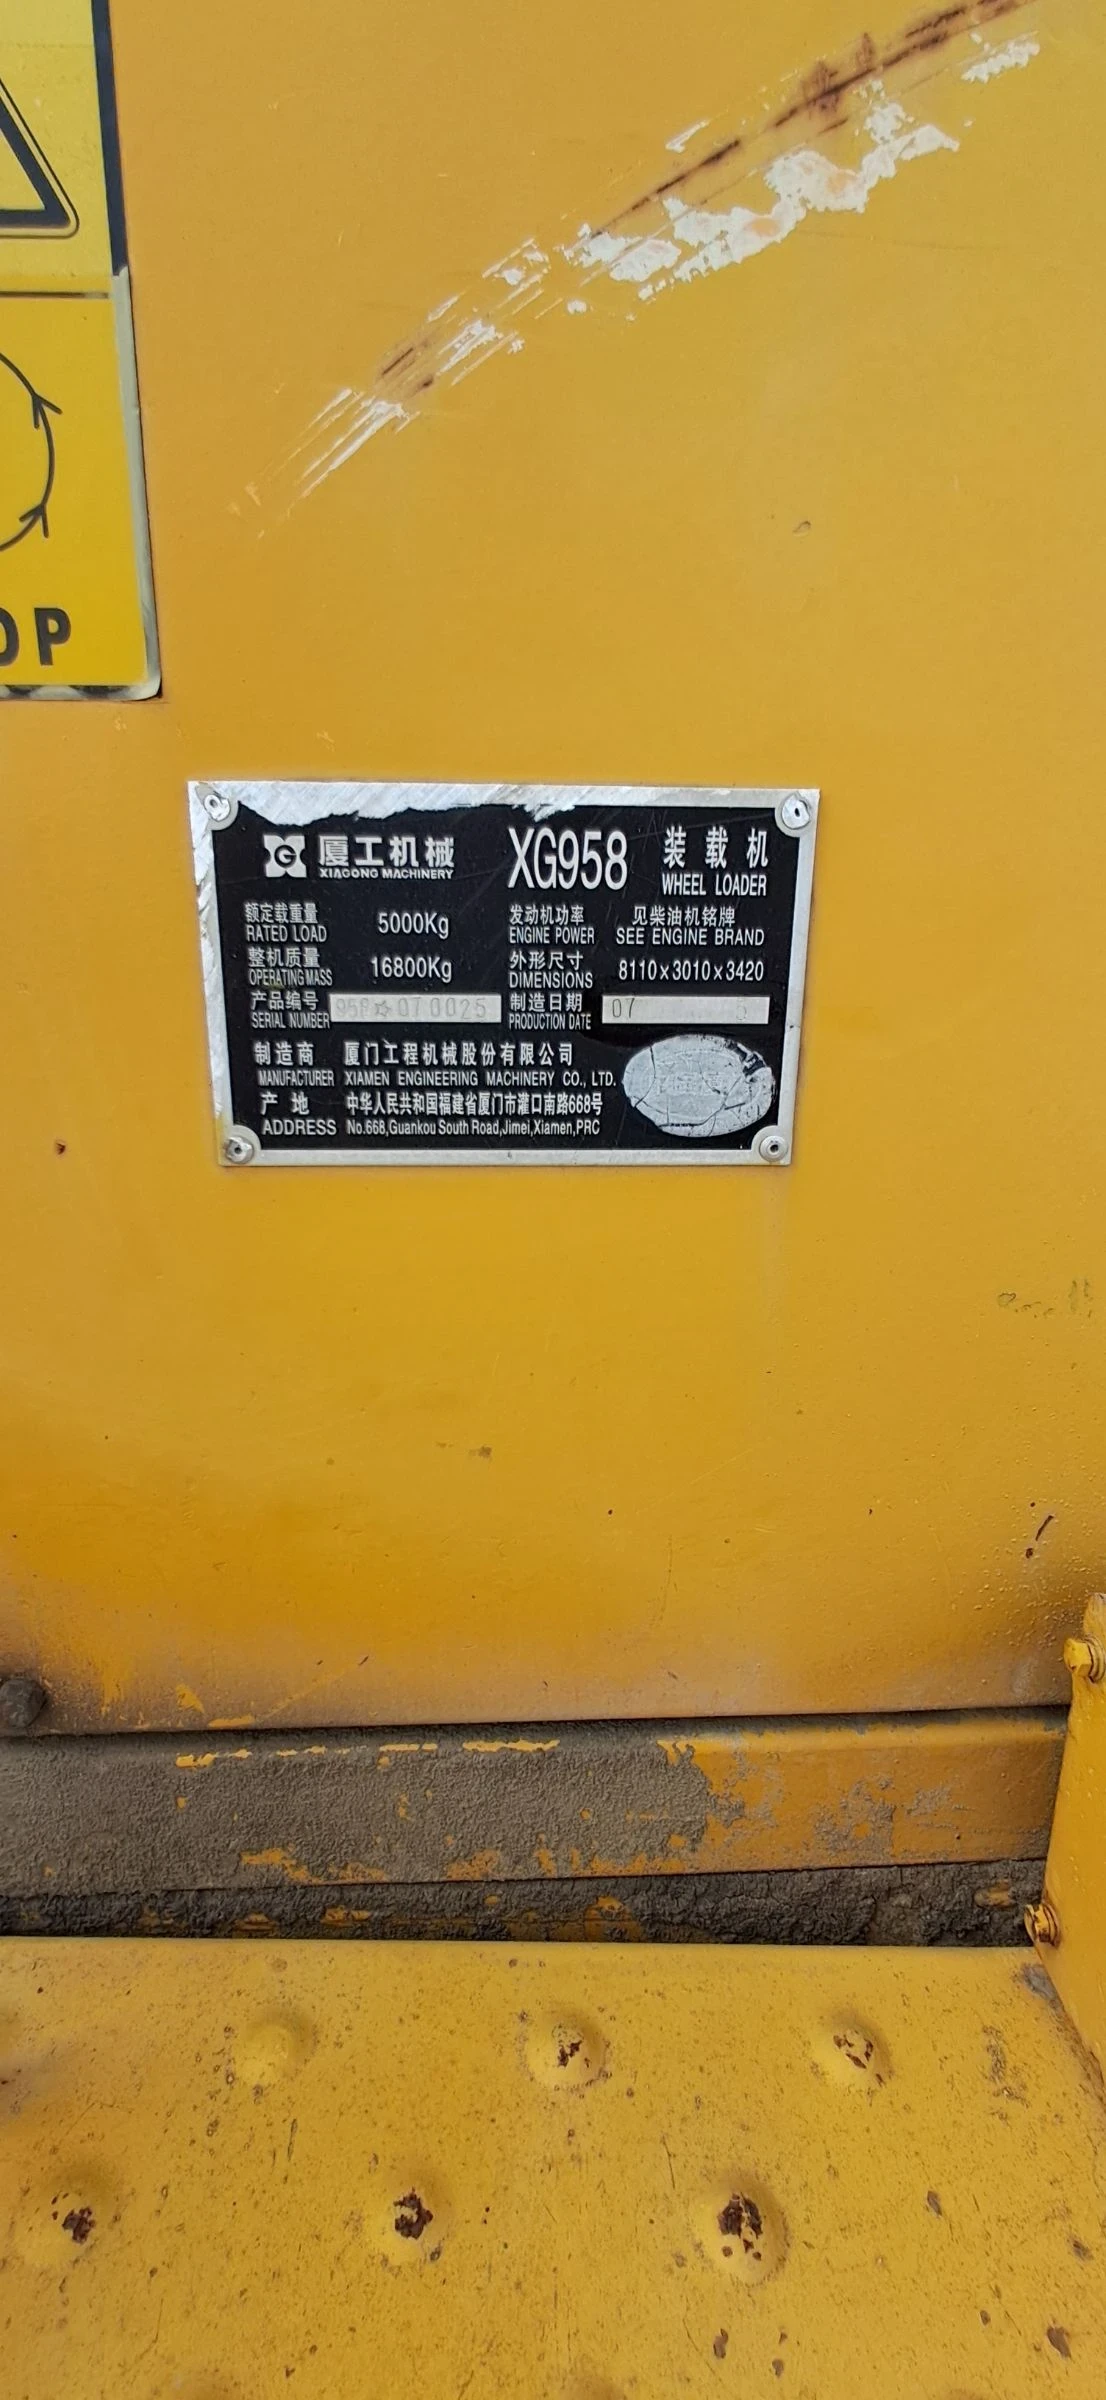 OP
厦工机械 XG958 装载机
XIAGONG MACHINERY WHEEL LOADER
额定载重量 5000Kg 发动机功率 见柴油机铭牌
RATED LOAD ENGINE POWER SEE ENGINE BRAND
整机质量 16800Kg 外形尺寸 8110×3010×3420
OPERATING MASS DIMENSIONS
产品编号 制造日期 07 5
SERIAL NUMBER PRODUCTION DATE
制造商 厦门工程机械股份有限公司
MANUFACTURER XIAMEN ENGINEERING MACHINERY CO., LTD.
产地 中华人民共和国福建省厦门市灌口南路668号
ADDRESS No.668,Guankou South Road,Jimei,Xiamen,PRC